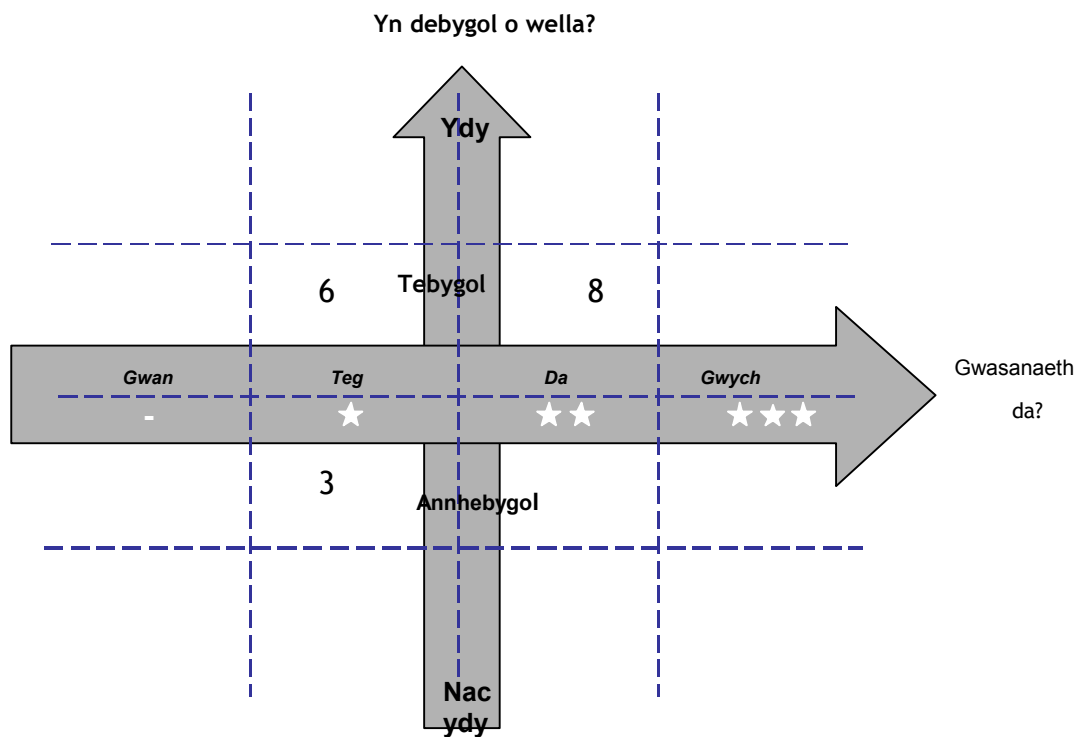 Yn debygol o wella?
Ydy
6 Tebygol 8
Gwan Teg Da Gwych
- ★ ★★ ★★★
Gwasanaeth
da?
3
Annhebygol
Nac
ydy